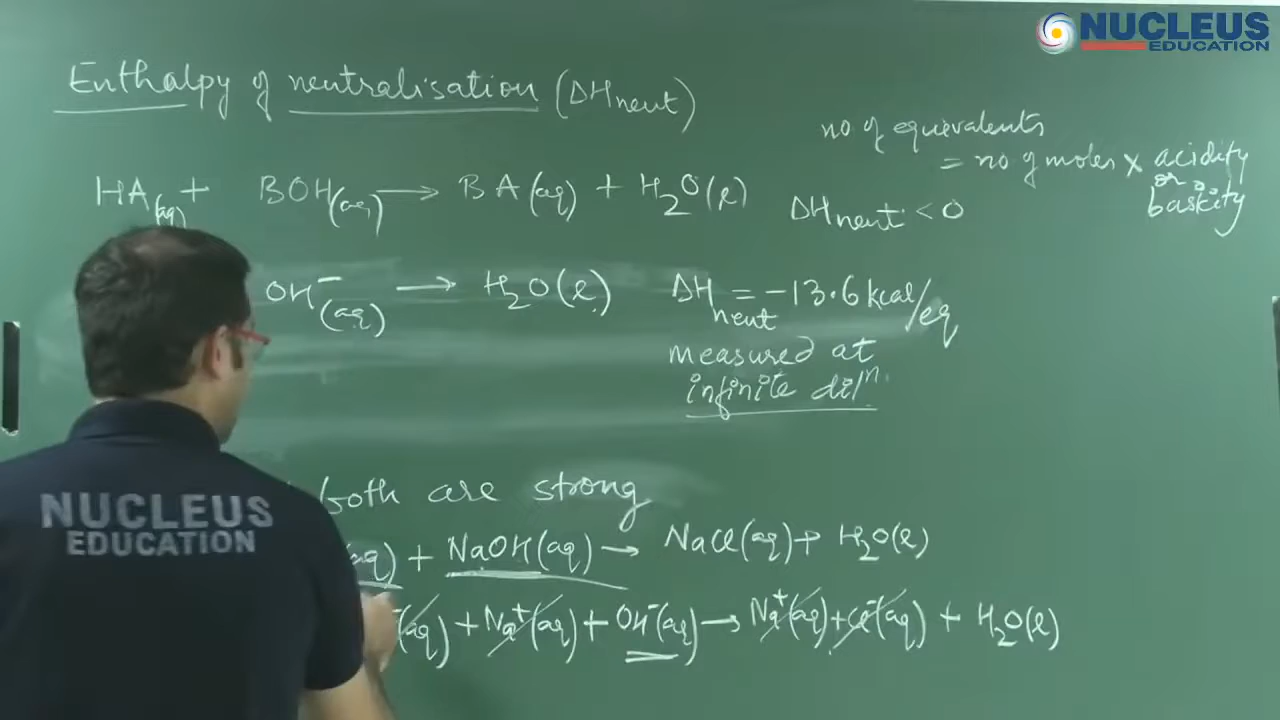 NUCLEUS
EDUCATION
Enthalpy of neutralisation (ΔHneut)
no of equivalents
= no of moles × acidity
or
basicity
HA(aq) + BOH(aq) → BA(aq) + H₂O(l)
ΔHneut < 0
OH⁻(aq) → H₂O(l)
ΔHneut = -13.6 kcal/eq
measured at
infinite dilⁿ.
both are strong
(aq) + NaOH(aq) → NaCl(aq) + H₂O(l)
⁻(aq) + Na⁺(aq) + OH⁻(aq) → Na⁺(aq) + Cl⁻(aq) + H₂O(l)
NUCLEUS
EDUCATION